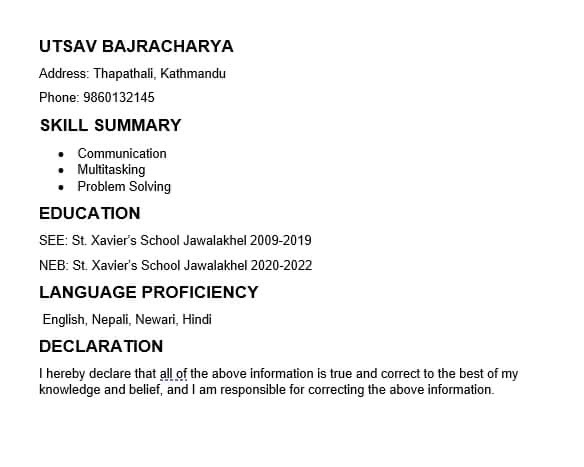 UTSAV BAJRACHARYA
Address: Thapathali, Kathmandu
Phone: 9860132145
SKILL SUMMARY
• Communication
• Multitasking
• Problem Solving
EDUCATION
SEE: St. Xavier’s School Jawalakhel 2009-2019
NEB: St. Xavier’s School Jawalakhel 2020-2022
LANGUAGE PROFICIENCY
English, Nepali, Newari, Hindi
DECLARATION
I hereby declare that all of the above information is true and correct to the best of my
knowledge and belief, and I am responsible for correcting the above information.